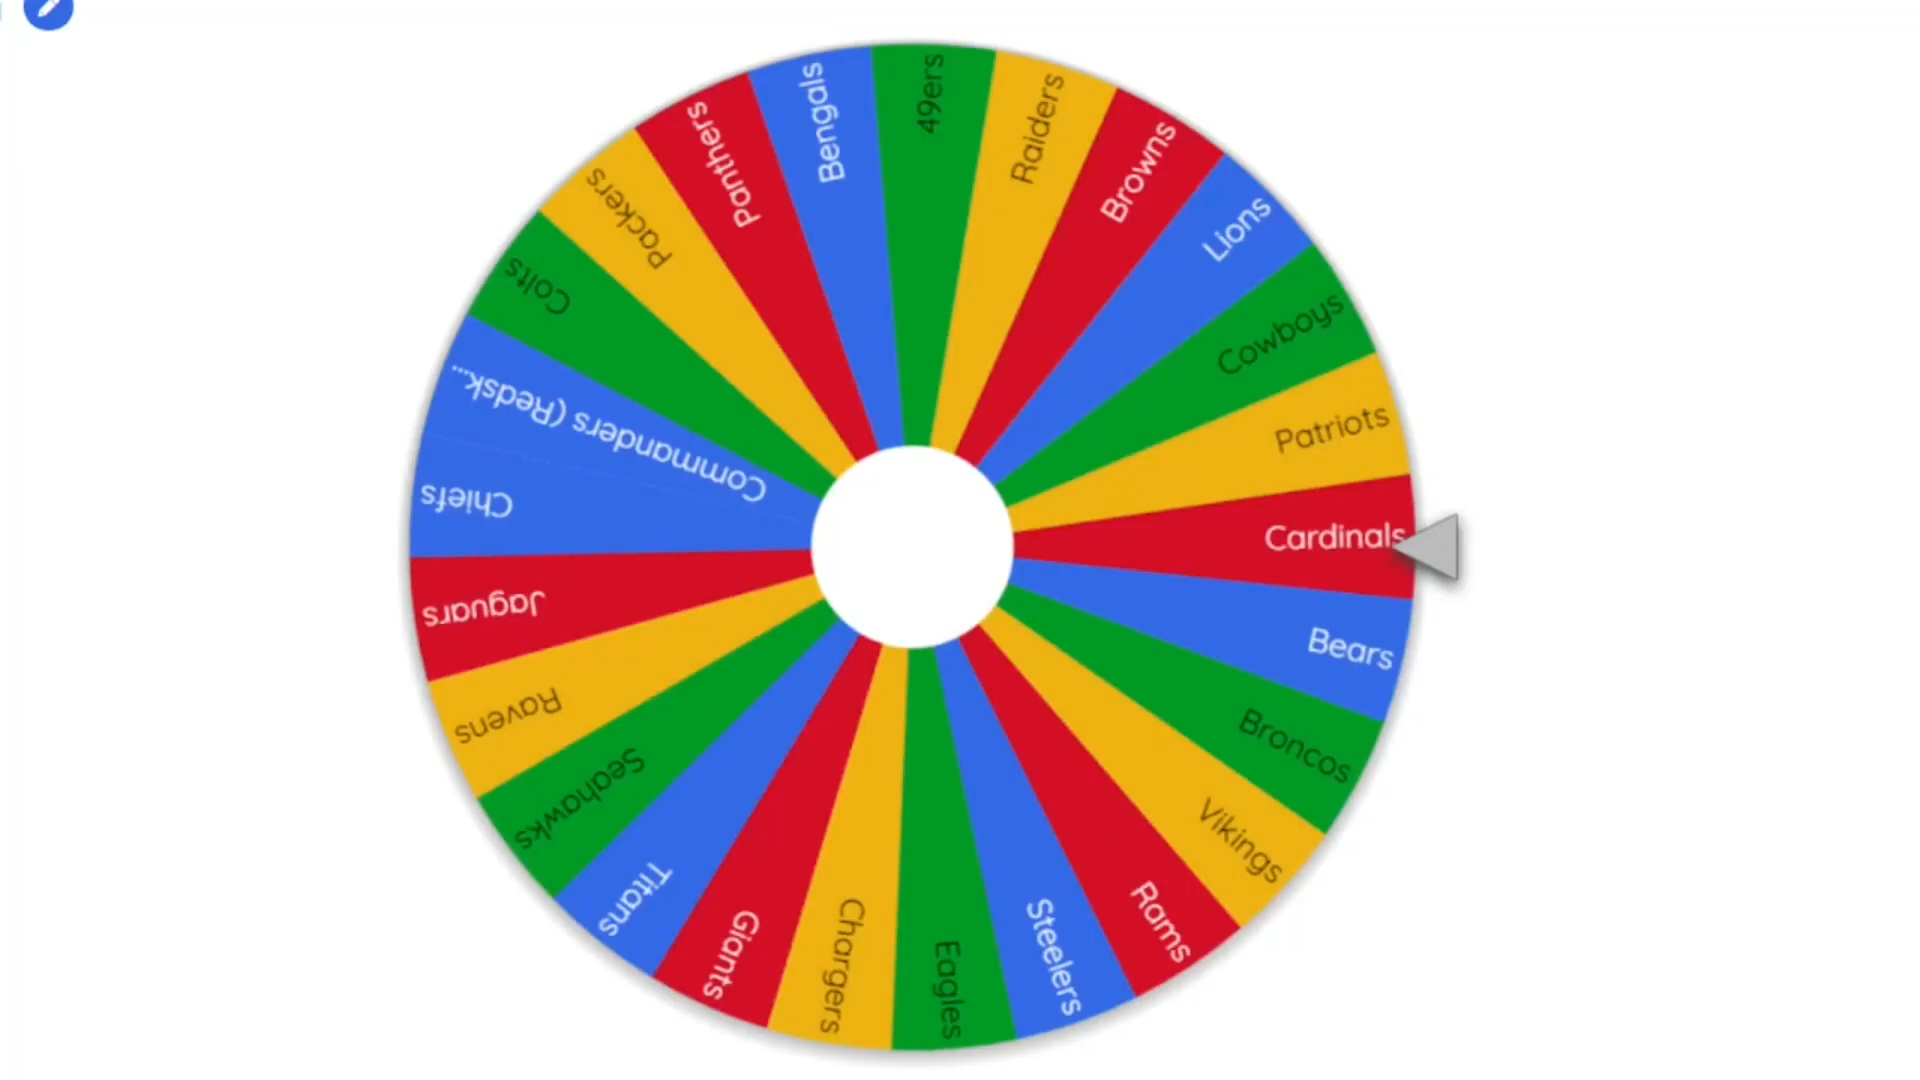 49ers
Raiders
Browns
Lions
Cowboys
Patriots
Cardinals
Bears
Broncos
Vikings
Rams
Steelers
Eagles
Chargers
Giants
Titans
Seahawks
Ravens
Jaguars
Chiefs
Commanders (Redsk...
Colts
Packers
Panthers
Bengals